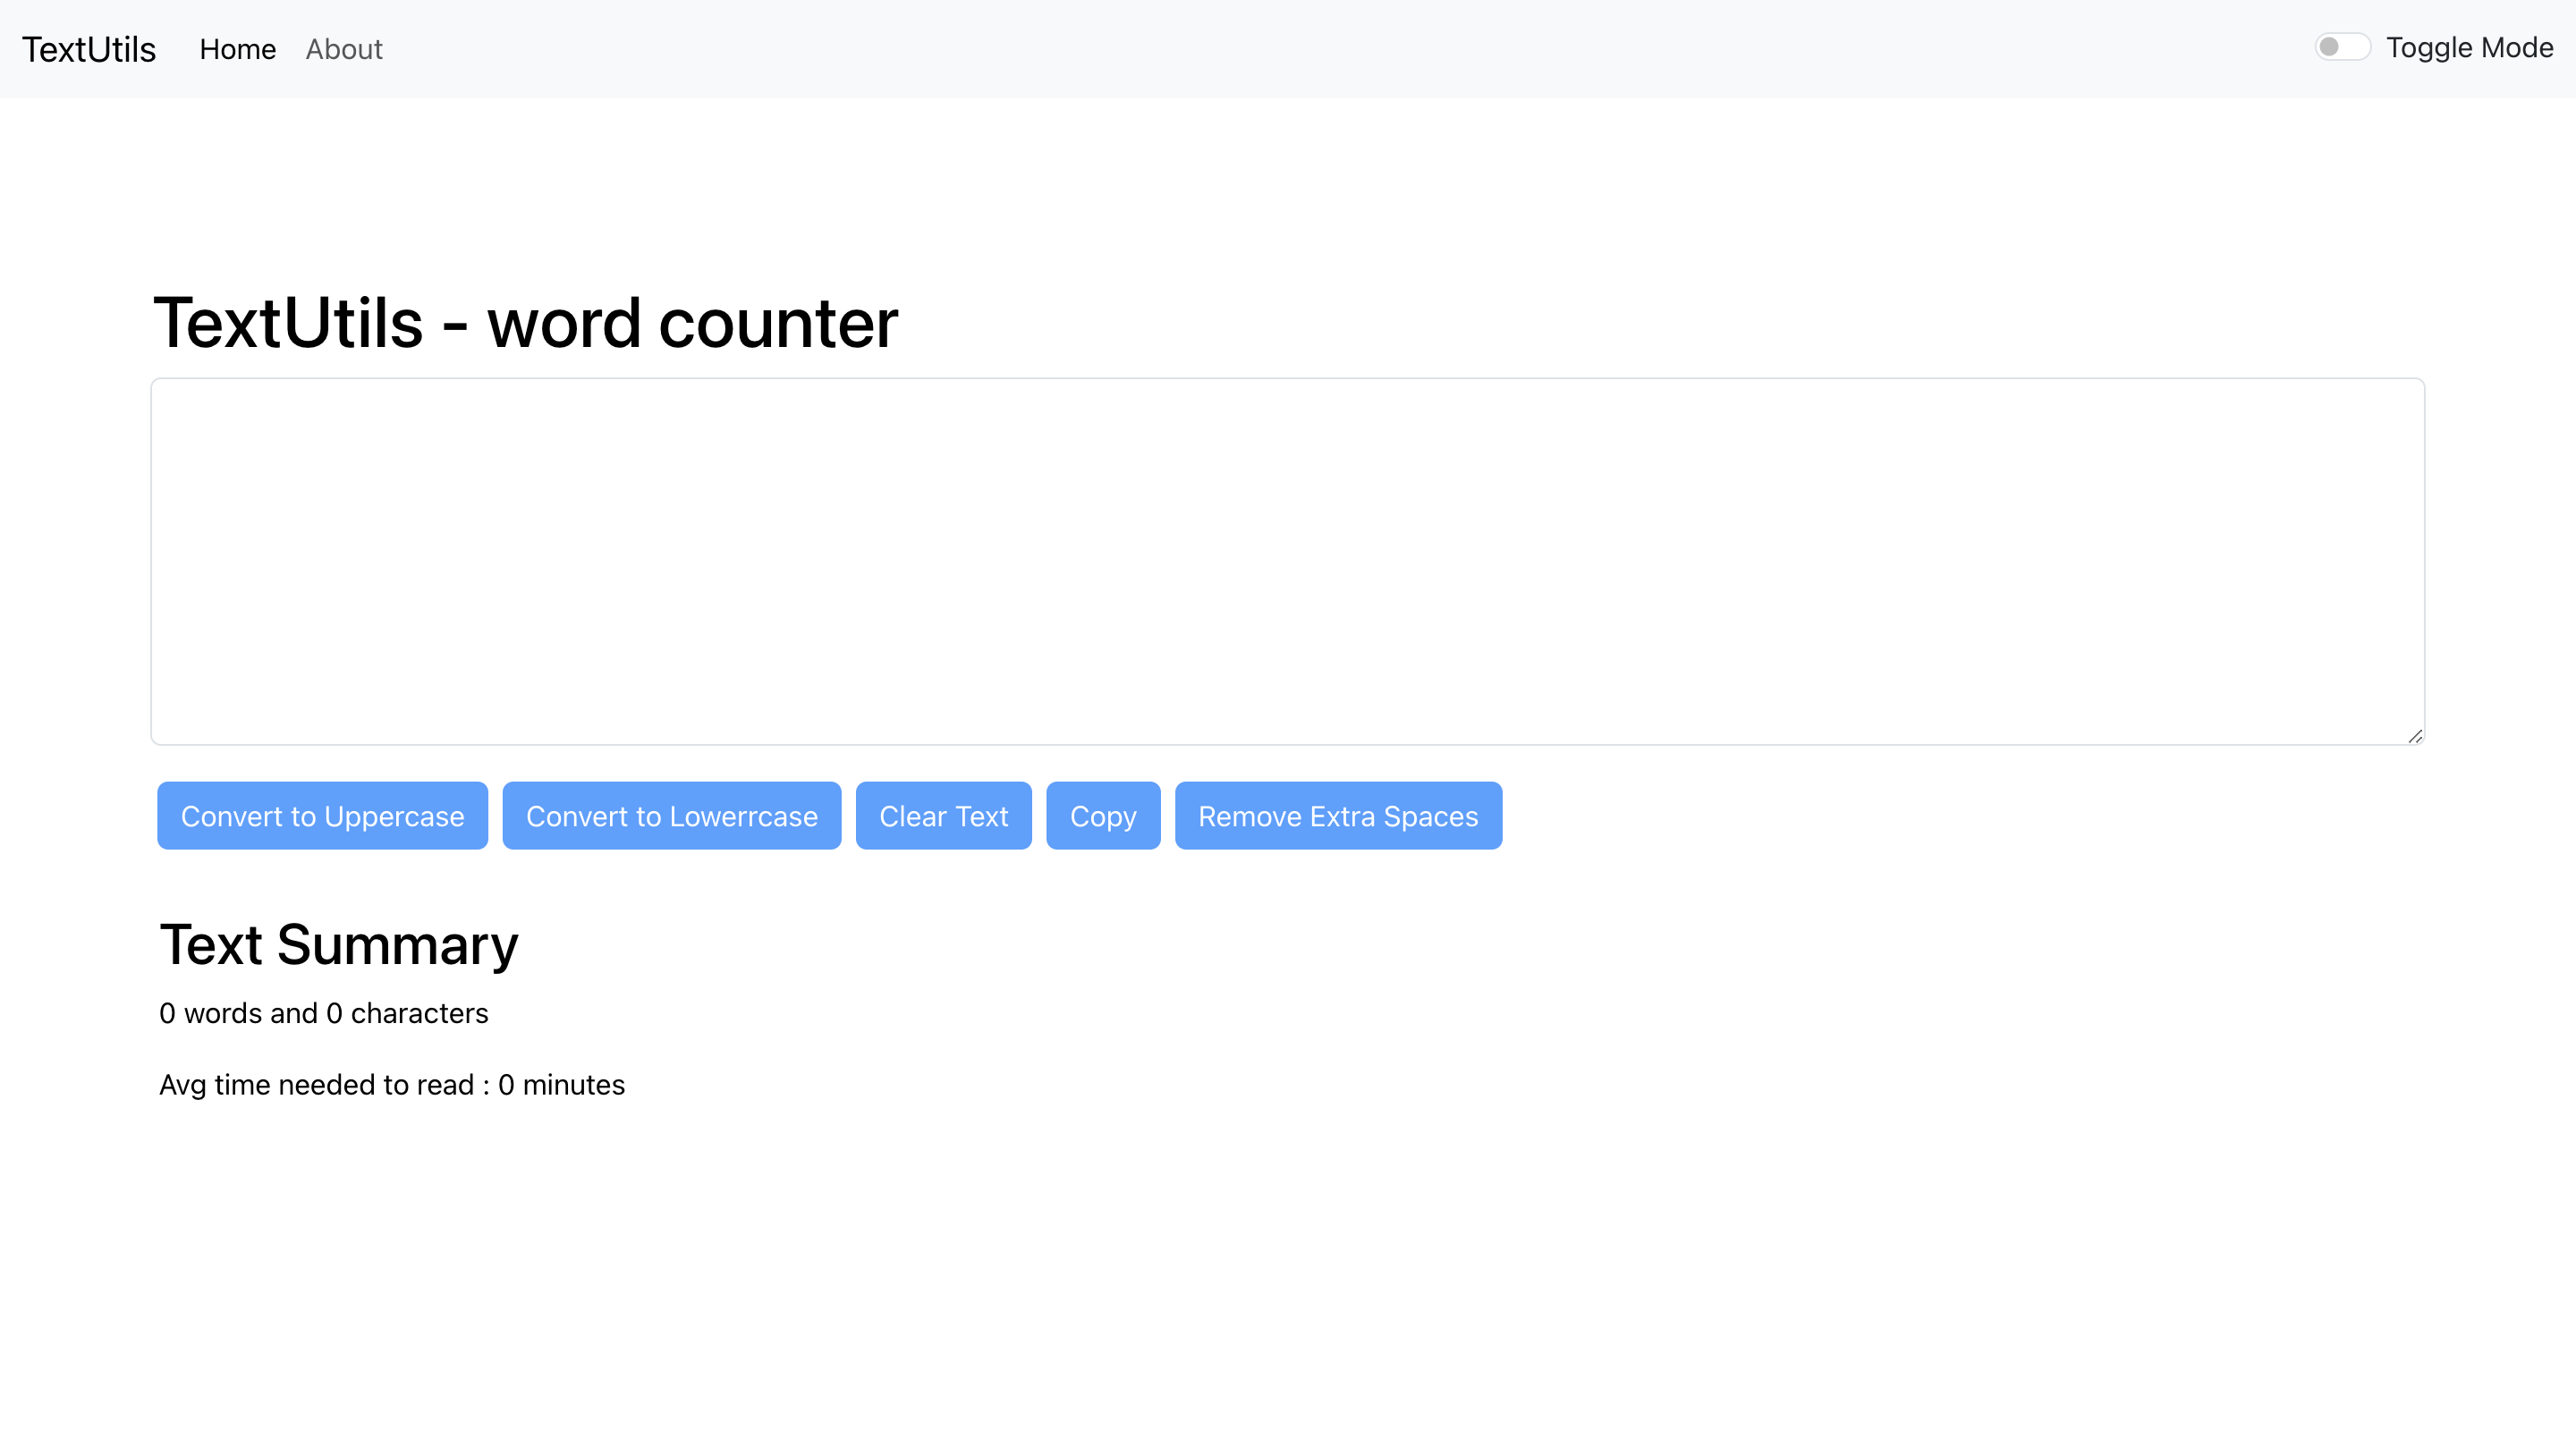 TextUtils Home About Toggle Mode
TextUtils - word counter
Convert to Uppercase Convert to Lowerrcase Clear Text Copy Remove Extra Spaces
Text Summary
0 words and 0 characters
Avg time needed to read : 0 minutes